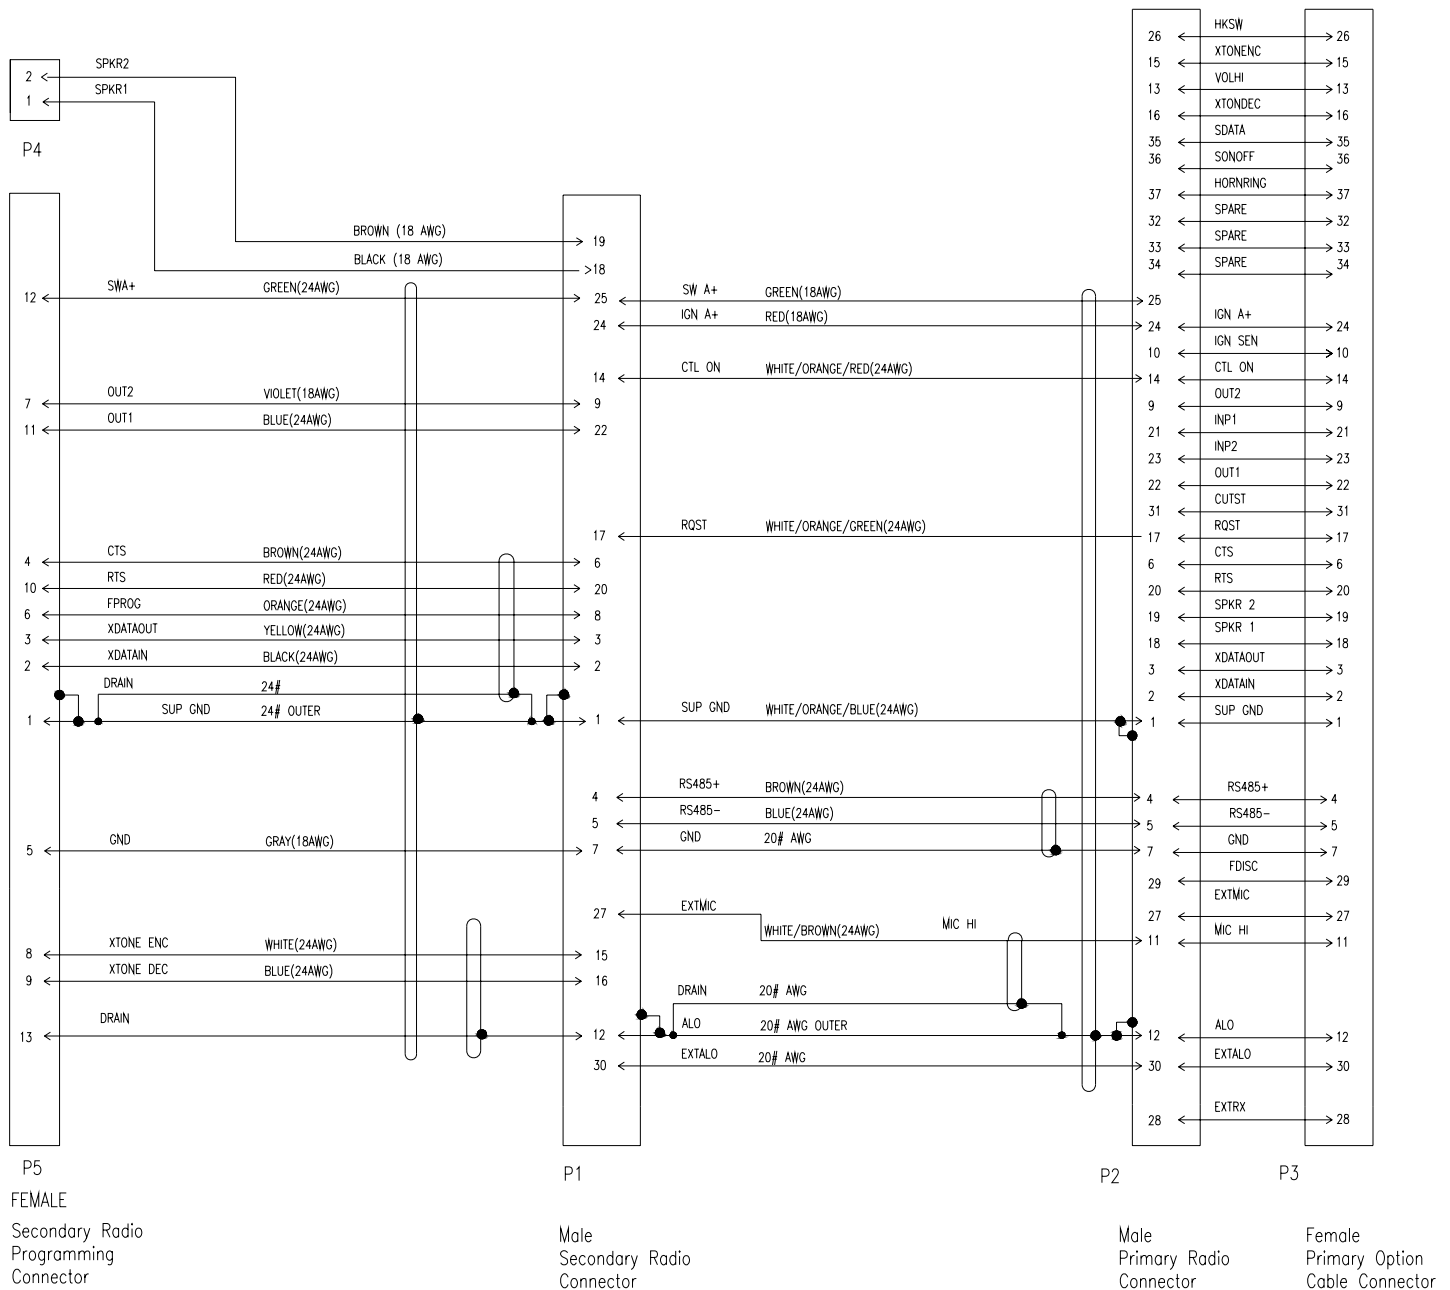 2 SPKR2
1 SPKR1
P4
BROWN (18 AWG) 19
BLACK (18 AWG) 18
12 SWA+ GREEN(24AWG) 25
24
14
7 OUT2 VIOLET(18AWG) 9
11 OUT1 BLUE(24AWG) 22
17
4 CTS BROWN(24AWG) 6
10 RTS RED(24AWG) 20
6 FPROG ORANGE(24AWG) 8
3 XDATAOUT YELLOW(24AWG) 3
2 XDATAIN BLACK(24AWG) 2
DRAIN 24#
1 SUP GND 24# OUTER 1
4
5
5 GND GRAY(18AWG) 7
27
8 XTONE ENC WHITE(24AWG) 15
9 XTONE DEC BLUE(24AWG) 16
13 DRAIN 12
30
P5
FEMALE
Secondary Radio
Programming
Connector
P1
Male
Secondary Radio
Connector
SW A+ GREEN(18AWG) 25
IGN A+ RED(18AWG)
CTL ON WHITE/ORANGE/RED(24AWG)
RQST WHITE/ORANGE/GREEN(24AWG)
SUP GND WHITE/ORANGE/BLUE(24AWG)
RS485+ BROWN(24AWG)
RS485- BLUE(24AWG)
GND 20# AWG
EXTMIC
WHITE/BROWN(24AWG) MIC HI
DRAIN 20# AWG
ALO 20# AWG OUTER
EXTALO 20# AWG
26 HKSW 26
15 XTONENC 15
13 VOLHI 13
16 XTONDEC 16
35 SDATA 35
36 SONOFF 36
37 HORNRING 37
32 SPARE 32
33 SPARE 33
34 SPARE 34
24 IGN A+ 24
10 IGN SEN 10
14 CTL ON 14
9 OUT2 9
21 INP1 21
23 INP2 23
22 OUT1 22
31 CUTST 31
17 RQST 17
6 CTS 6
20 RTS 20
19 SPKR 2 19
18 SPKR 1 18
3 XDATAOUT 3
2 XDATAIN 2
1 SUP GND 1
4 RS485+ 4
5 RS485- 5
7 GND 7
29 FDISC 29
27 EXTMIC 27
11 MIC HI 11
12 ALO 12
30 EXTALO 30
28 EXTRX 28
P2
Male
Primary Radio
Connector
P3
Female
Primary Option
Cable Connector